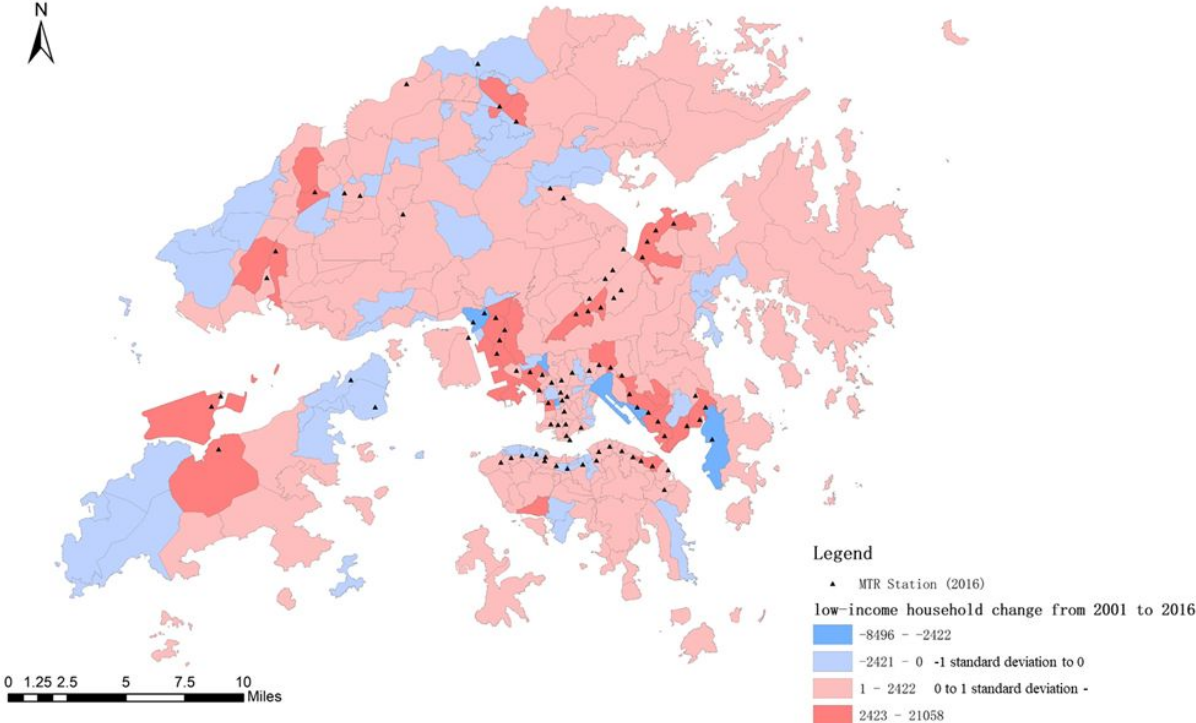 N
0 1.25 2.5 5 7.5 10
Miles
Legend
MTR Station (2016)
low-income household change from 2001 to 2016
-8496 - -2422
-2421 - 0 -1 standard deviation to 0
1 - 2422 0 to 1 standard deviation -
2423 - 21058